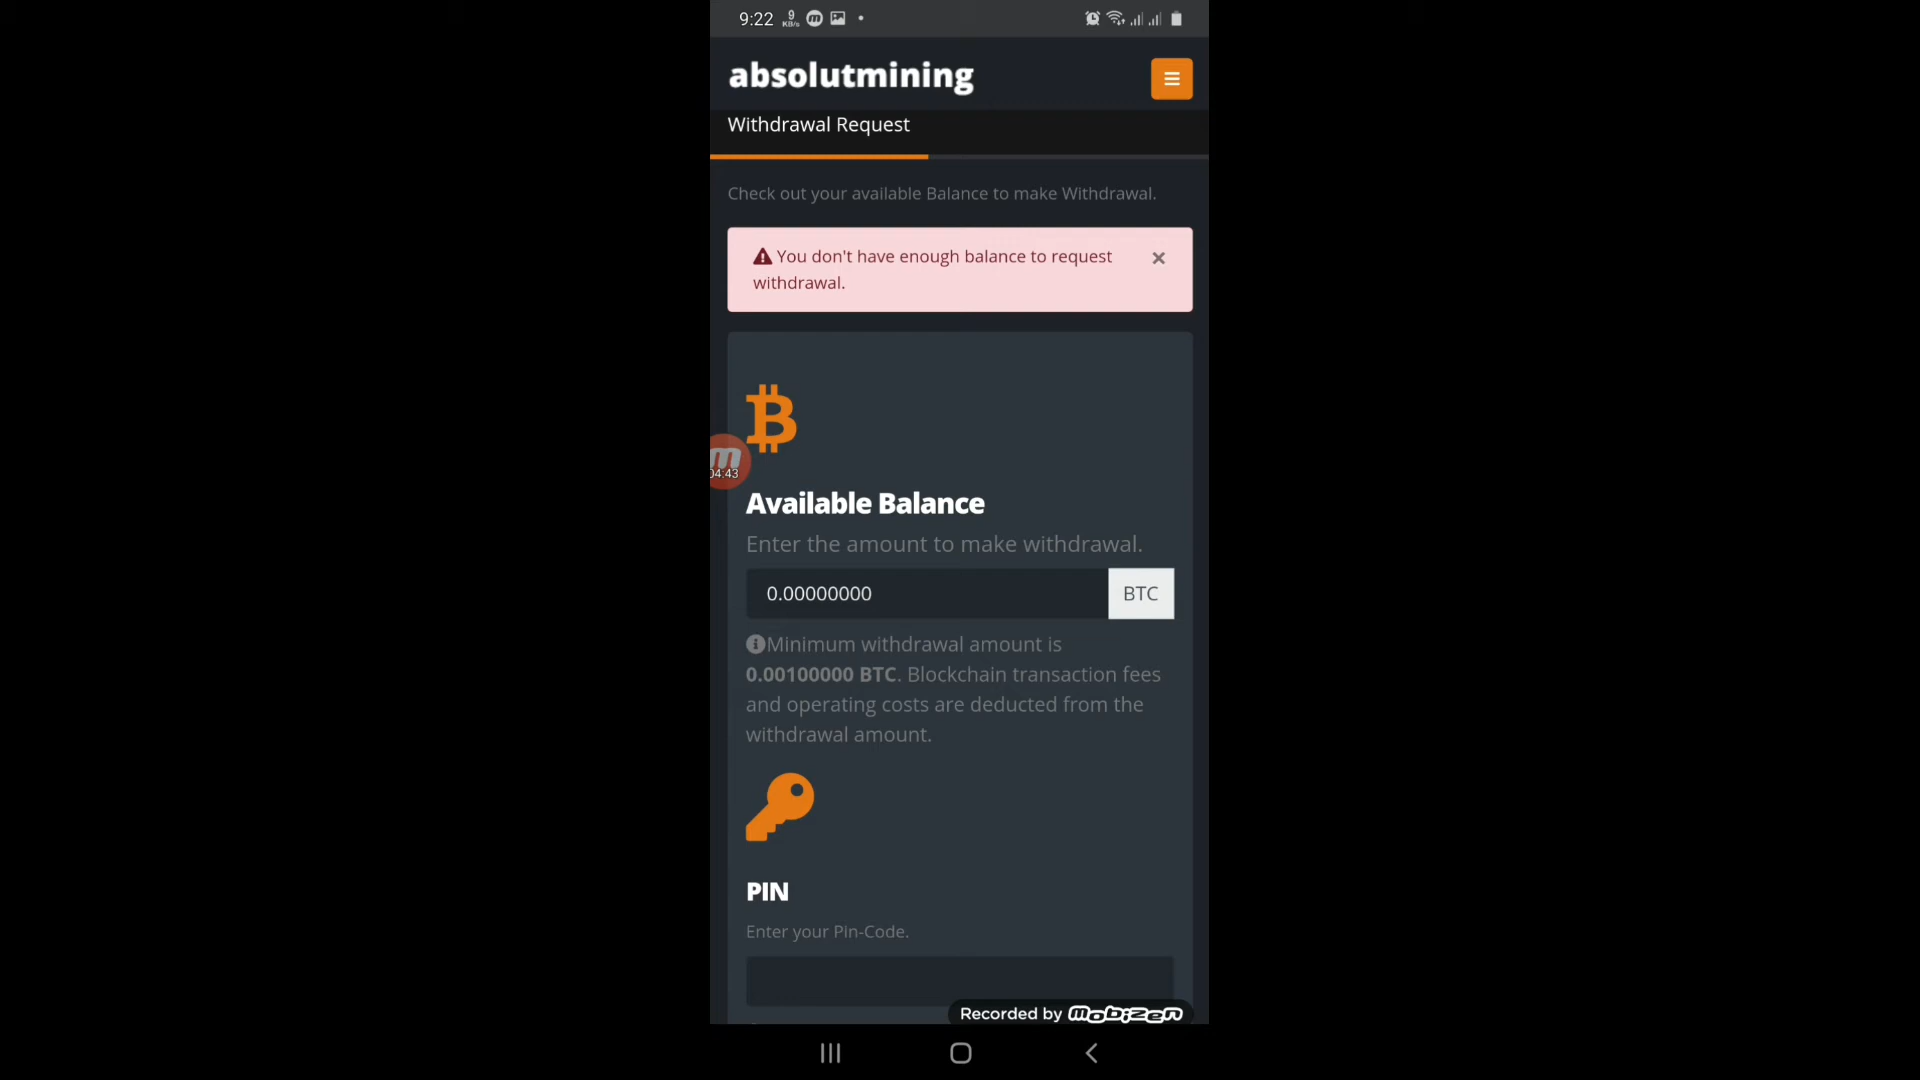 9:22 9 KB/s
absolutmining
Withdrawal Request
Check out your available Balance to make Withdrawal.
You don't have enough balance to request
withdrawal.
Available Balance
Enter the amount to make withdrawal.
0.00000000 BTC
Minimum withdrawal amount is
0.00100000 BTC. Blockchain transaction fees
and operating costs are deducted from the
withdrawal amount.
m
04:43
PIN
Enter your Pin-Code.
Recorded by mobizen